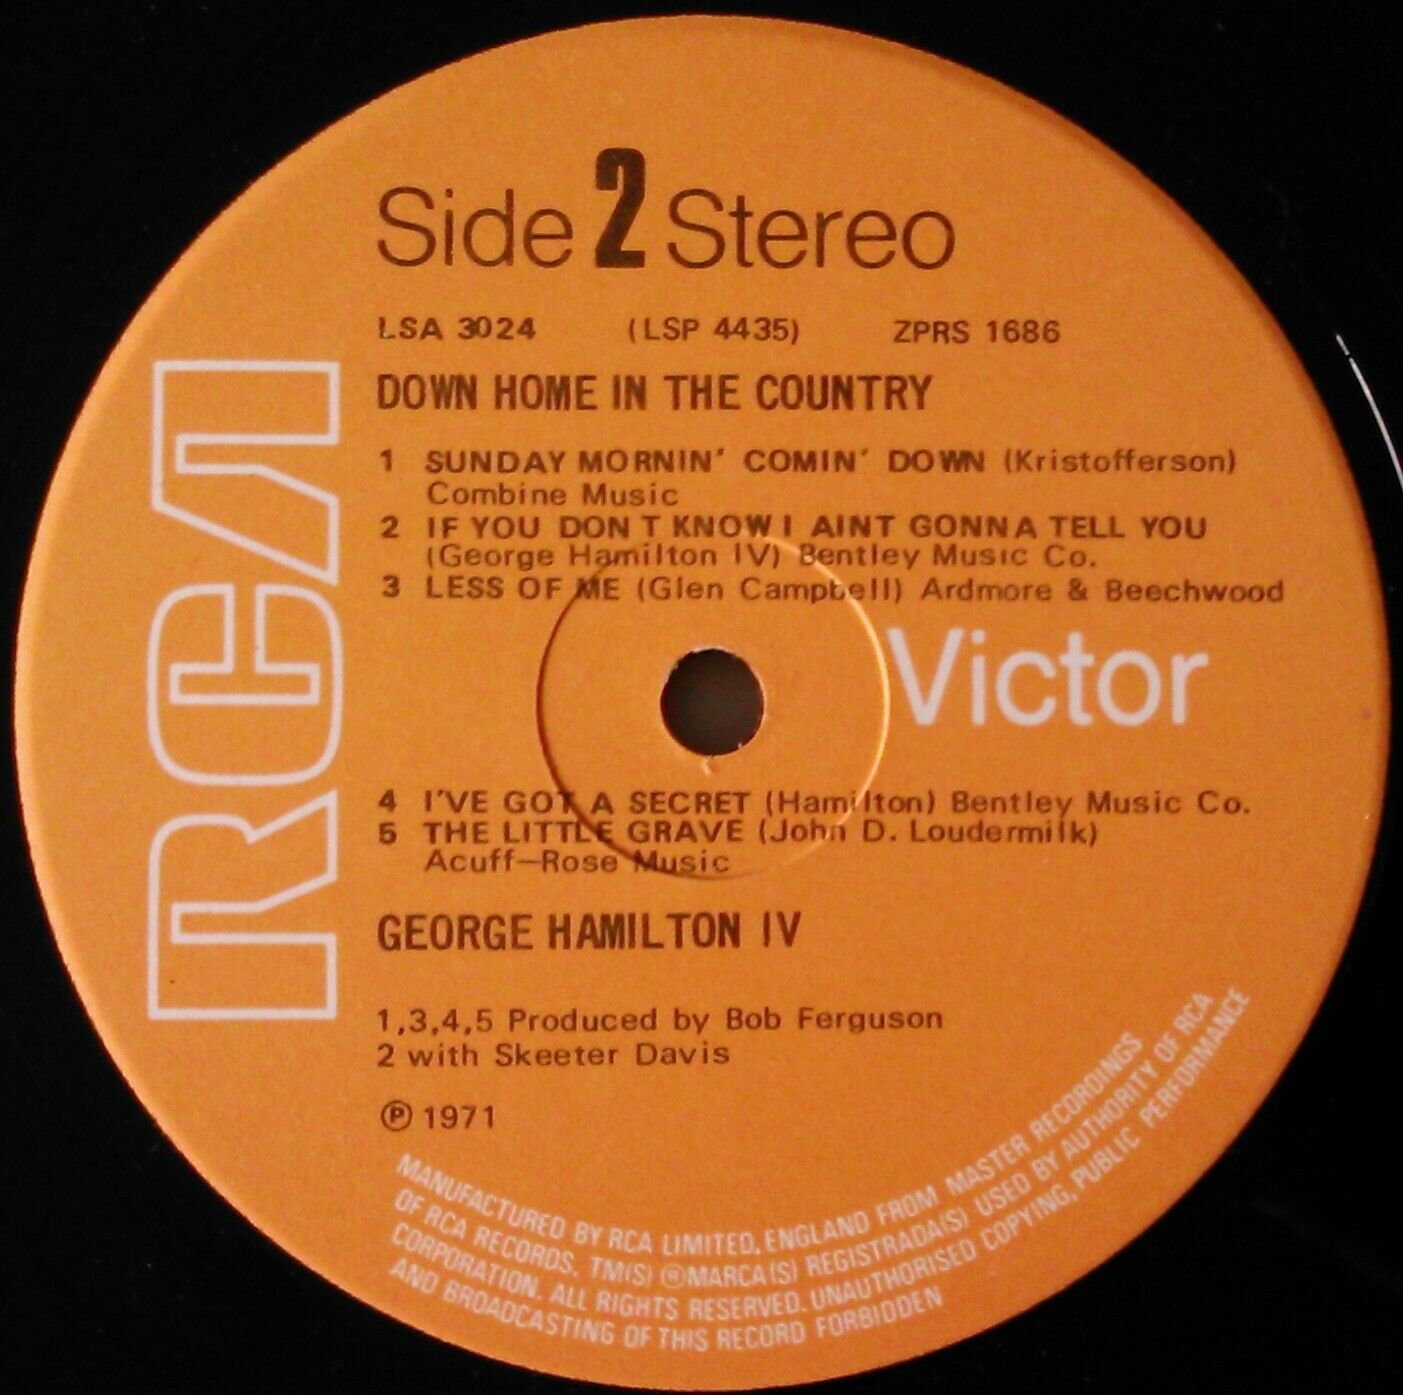 Side 2 Stereo
LSA 3024 (LSP 4435) ZPRS 1686
DOWN HOME IN THE COUNTRY
1 SUNDAY MORNIN' COMIN' DOWN (Kristofferson)
Combine Music
2 IF YOU DON T KNOW I AINT GONNA TELL YOU
(George Hamilton IV) Bentley Music Co.
3 LESS OF ME (Glen Campbell) Ardmore & Beechwood
RCA
Victor
4 I'VE GOT A SECRET (Hamilton) Bentley Music Co.
5 THE LITTLE GRAVE (John D. Loudermilk)
Acuff–Rose Music
GEORGE HAMILTON IV
1,3,4,5 Produced by Bob Ferguson
2 with Skeeter Davis
℗ 1971
MANUFACTURED BY RCA LIMITED, ENGLAND FROM MASTER RECORDINGS
OF RCA RECORDS. TM(S) ®MARCA(S) REGISTRADA(S) USED BY AUTHORITY OF RCA
CORPORATION. ALL RIGHTS RESERVED. UNAUTHORISED COPYING, PUBLIC PERFORMANCE
AND BROADCASTING OF THIS RECORD FORBIDDEN